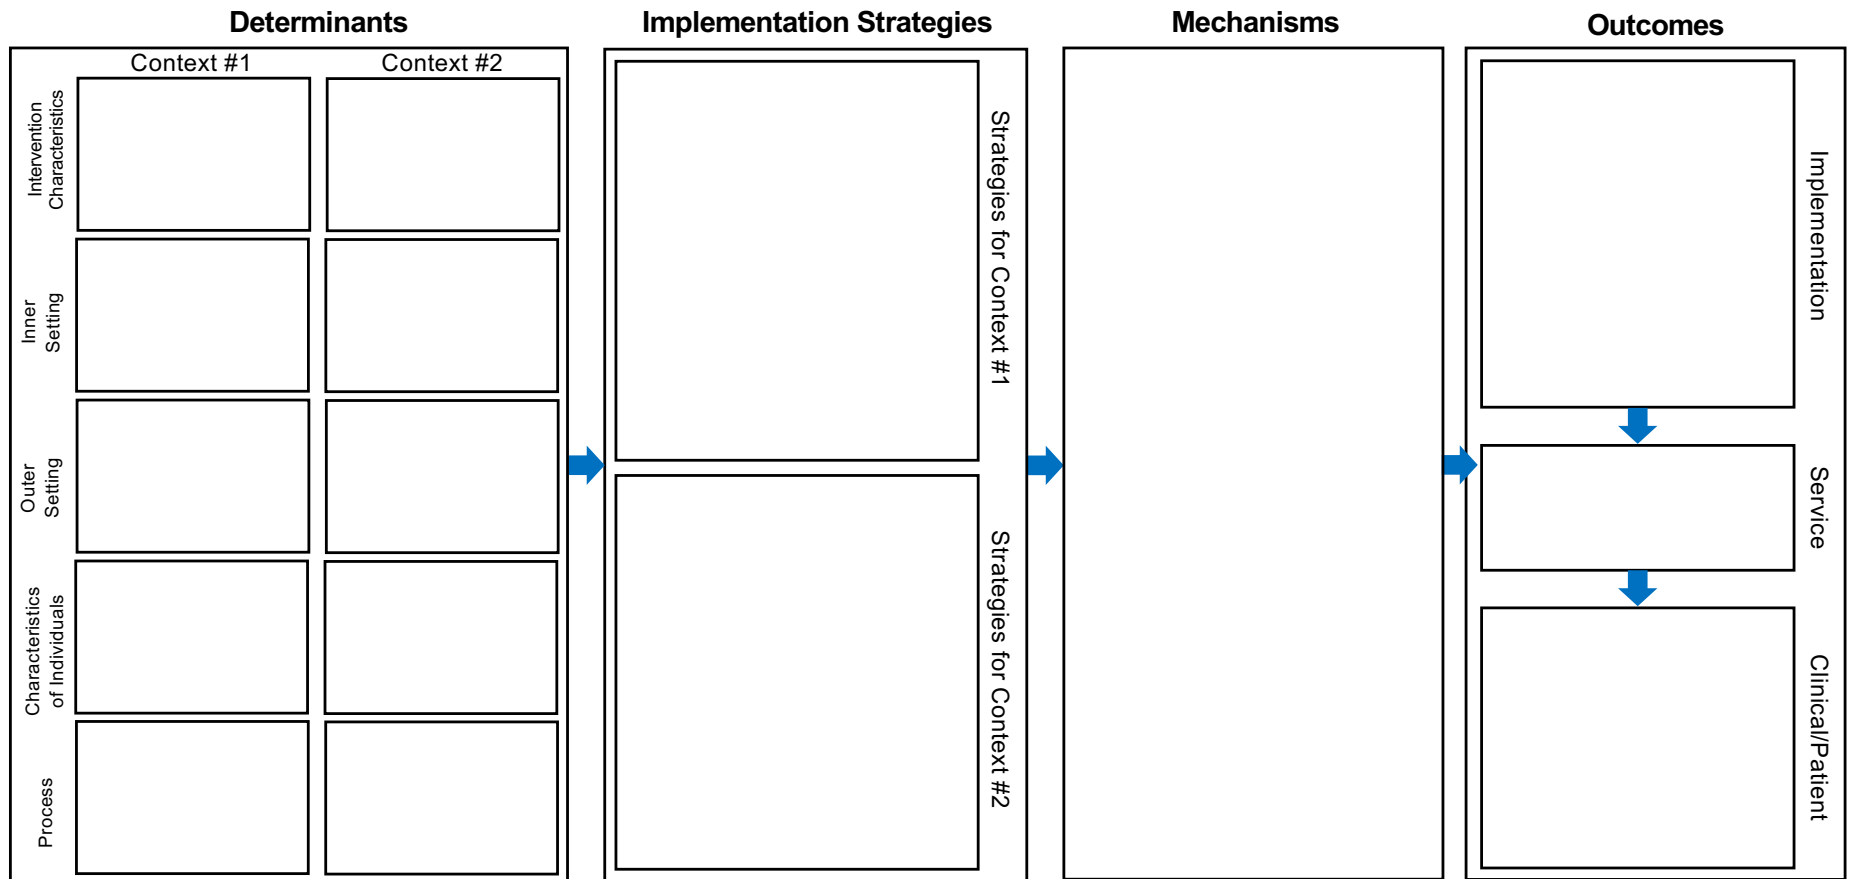 Determinants
Implementation Strategies
Mechanisms
Outcomes
Context #1
Context #2
Intervention
Characteristics
Inner
Setting
Outer
Setting
Characteristics
of Individuals
Process
Strategies for Context #1
Strategies for Context #2
Implementation
Service
Clinical/Patient